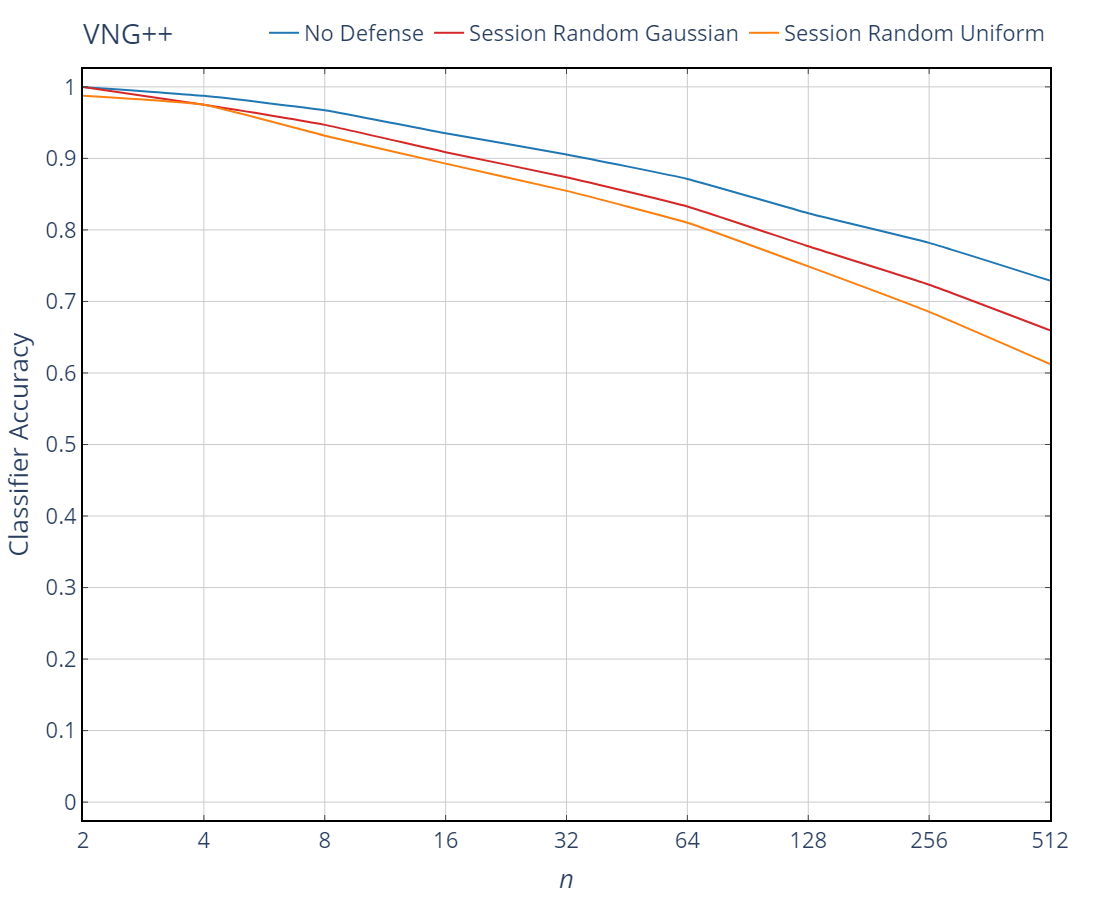 VNG++
No Defense Session Random Gaussian Session Random Uniform
1
0.9
0.8
0.7
0.6
0.5
0.4
0.3
0.2
0.1
0
Classifier Accuracy
2 4 8 16 32 64 128 256 512
n